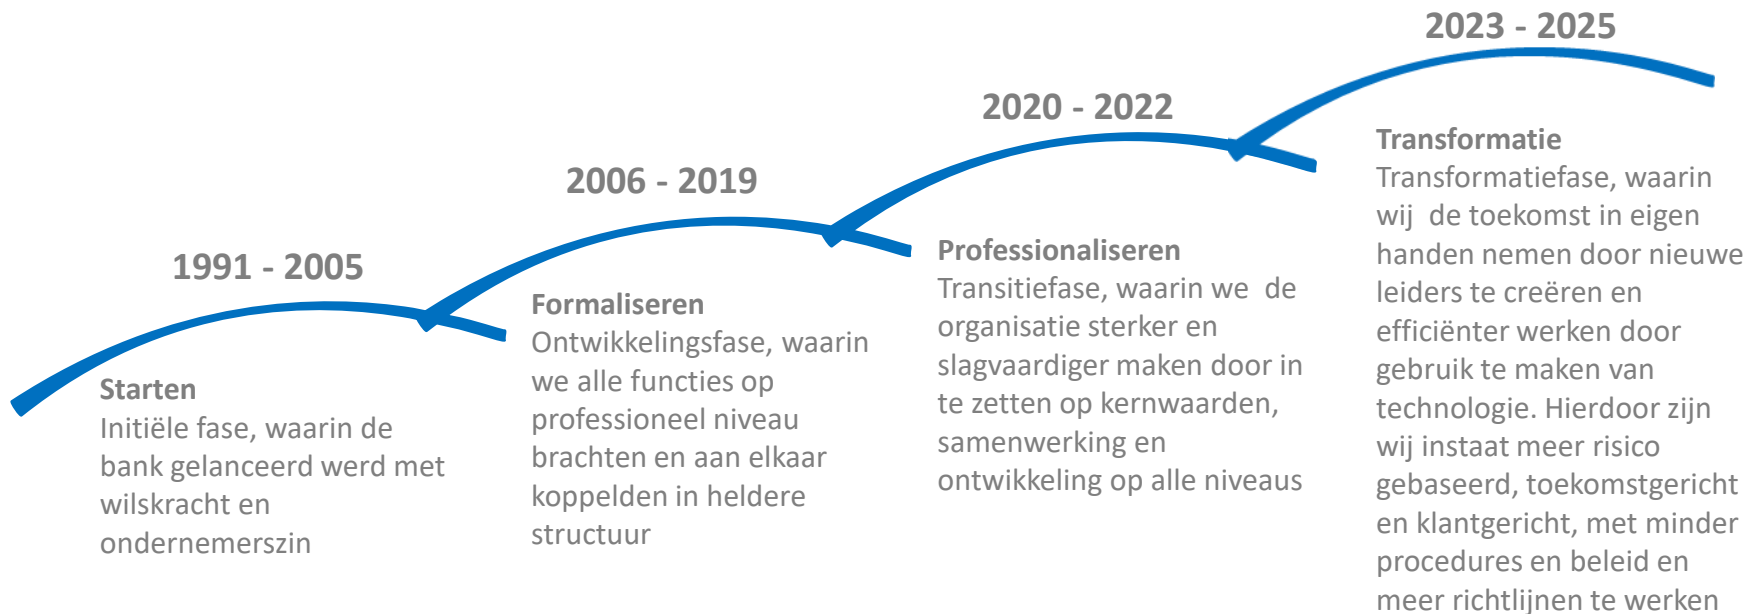 1991 - 2005
Starten
Initiële fase, waarin de
bank gelanceerd werd met
wilskracht en
ondernemerszin
2006 - 2019
Formaliseren
Ontwikkelingsfase, waarin
we alle functies op
professioneel niveau
brachten en aan elkaar
koppelden in heldere
structuur
2020 - 2022
Professionaliseren
Transitiefase, waarin we  de
organisatie sterker en
slagvaardiger maken door in
te zetten op kernwaarden,
samenwerking en
ontwikkeling op alle niveaus
2023 - 2025
Transformatie
Transformatiefase, waarin
wij  de toekomst in eigen
handen nemen door nieuwe
leiders te creëren en
efficiënter werken door
gebruik te maken van
technologie. Hierdoor zijn
wij instaat meer risico
gebaseerd, toekomstgericht
en klantgericht, met minder
procedures en beleid en
meer richtlijnen te werken